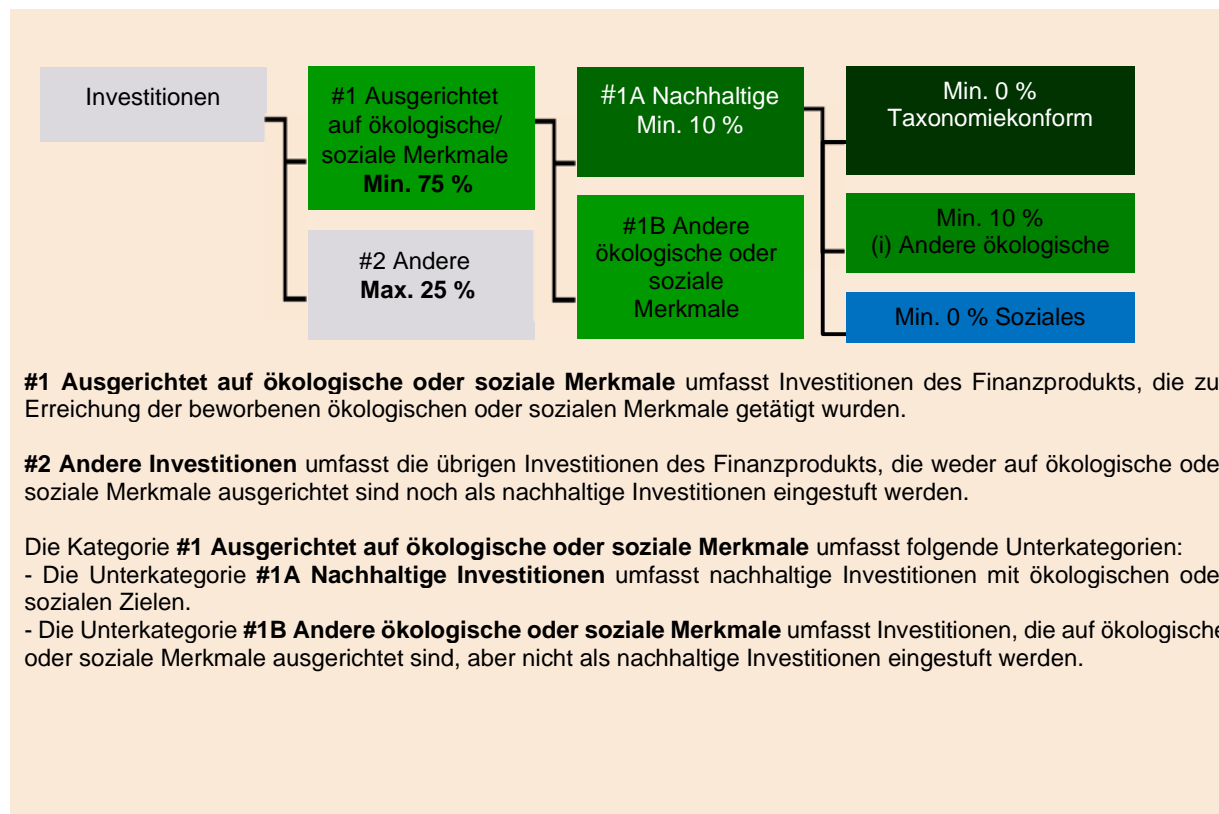 Investitionen
#1 Ausgerichtet
auf ökologische/
soziale Merkmale
Min. 75 %
#2 Andere
Max. 25 %
#1A Nachhaltige
Min. 10 %
#1B Andere
ökologische oder
soziale
Merkmale
Min. 0 %
Taxonomiekonform
Min. 10 %
(i) Andere ökologische
Min. 0 % Soziales
#1 Ausgerichtet auf ökologische oder soziale Merkmale umfasst Investitionen des Finanzprodukts, die zu
Erreichung der beworbenen ökologischen oder sozialen Merkmale getätigt wurden.
#2 Andere Investitionen umfasst die übrigen Investitionen des Finanzprodukts, die weder auf ökologische ode
soziale Merkmale ausgerichtet sind noch als nachhaltige Investitionen eingestuft werden.
Die Kategorie #1 Ausgerichtet auf ökologische oder soziale Merkmale umfasst folgende Unterkategorien:
- Die Unterkategorie #1A Nachhaltige Investitionen umfasst nachhaltige Investitionen mit ökologischen ode
sozialen Zielen.
- Die Unterkategorie #1B Andere ökologische oder soziale Merkmale umfasst Investitionen, die auf ökologische
oder soziale Merkmale ausgerichtet sind, aber nicht als nachhaltige Investitionen eingestuft werden.